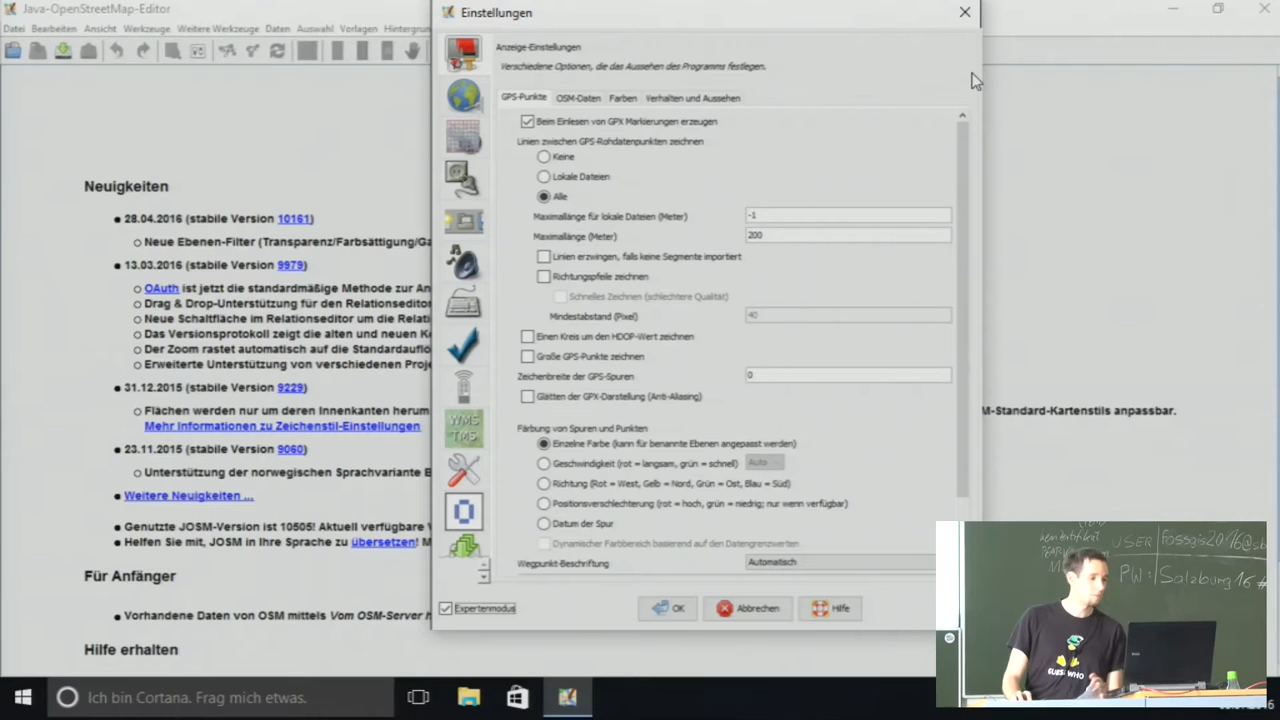 Java-OpenStreetMap-Editor
Datei Bearbeiten Ansicht Werkzeuge Weitere Werkzeuge Daten Auswahl Vorlagen Hintergrun
Neuigkeiten
28.04.2016 (stabile Version 10161)
Neue Ebenen-Filter (Transparenz/Farbsättigung/Ga
13.03.2016 (stabile Version 9979)
OAuth ist jetzt die standardmäßige Methode zur An
Drag & Drop-Unterstützung für den Relationseditor
Neue Schaltfläche im Relationseditor um die Relation
Das Versionsprotokoll zeigt die alten und neuen Ko
Der Zoom rastet automatisch auf die Standardauflö
Erweiterte Unterstützung von verschiedenen Proje
31.12.2015 (stabile Version 9229)
Flächen werden nur um deren Innenkanten herum
M-Standard-Kartenstils anpassbar.
Mehr Informationen zu Zeichenstil-Einstellungen
23.11.2015 (stabile Version 9060)
Unterstützung der norwegischen Sprachvariante B
Weitere Neuigkeiten ...
Genutzte JOSM-Version ist 10505! Aktuell verfügbare V
Helfen Sie mit, JOSM in Ihre Sprache zu übersetzen! M
Für Anfänger
Vorhandene Daten von OSM mittels Vom OSM-Server h
Hilfe erhalten
Einstellungen
Anzeige-Einstellungen
Verschiedene Optionen, die das Aussehen des Programms festlegen.
GPS-Punkte OSM-Daten Farben Verhalten und Aussehen
Beim Einlesen von GPX Markierungen erzeugen
Linien zwischen GPS-Rohdatenpunkten zeichnen
Keine
Lokale Dateien
Alle
Maximallänge für lokale Dateien (Meter) -1
Maximallänge (Meter) 200
Linien erzwingen, falls keine Segmente importiert
Richtungspfeile zeichnen
Schnelles Zeichnen (schlechtere Qualität)
Mindestabstand (Pixel) 40
Einen Kreis um den HDOP-Wert zeichnen
Große GPS-Punkte zeichnen
Zeichenbreite der GPS-Spuren 0
Glätten der GPX-Darstellung (Anti-Aliasing)
Färbung von Spuren und Punkten
Einzelne Farbe (kann für benannte Ebenen angepasst werden)
Geschwindigkeit (rot = langsam, grün = schnell) Auto
Richtung (Rot = West, Gelb = Nord, Grün = Ost, Blau = Süd)
Positionsverschlechterung (rot = hoch, grün = niedrig; nur wenn verfügbar)
Datum der Spur
Dynamischer Farbbereich basierend auf den Datengrenzwerten
Wegpunkt-Beschriftung Automatisch
WMS
TMS
Expertenmodus OK Abbrechen Hilfe
USER Fossgis2016@sb
PW: Salzburg16#
GUESS WHO
Ich bin Cortana. Frag mich etwas.